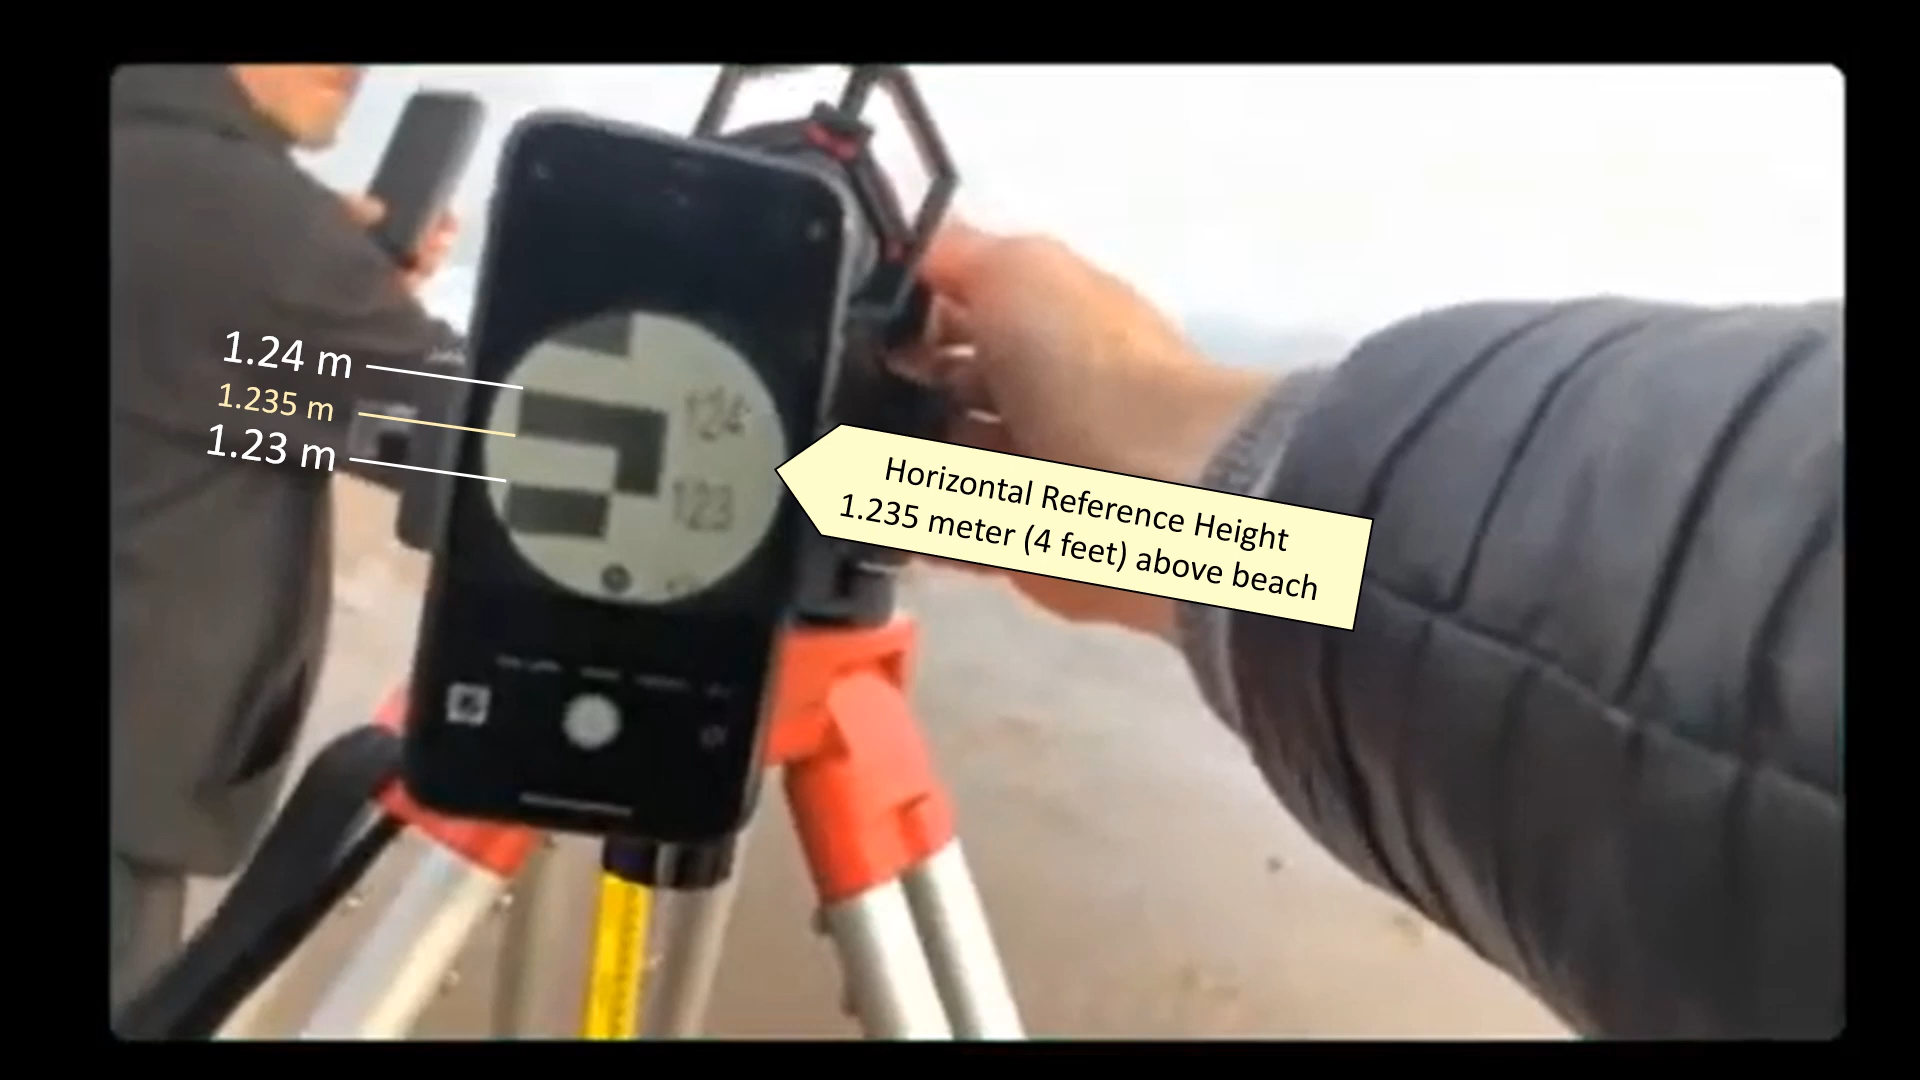 1.24 m
1.235 m
1.23 m
124
123
Horizontal Reference Height
1.235 meter (4 feet) above beach